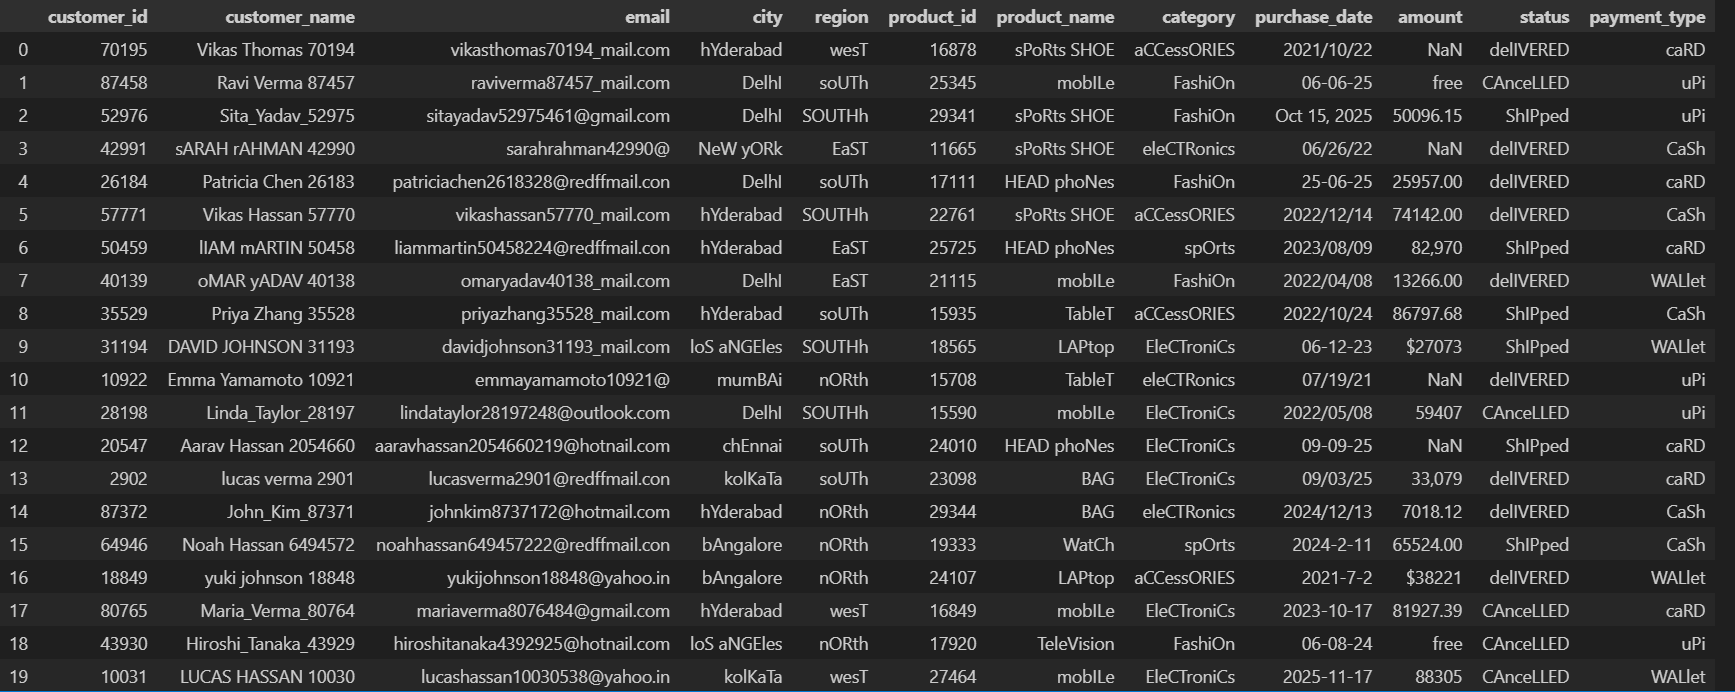 customer_id customer_name email city region product_id product_name category purchase_date amount status payment_type
0 70195 Vikas Thomas 70194 vikasthomas70194_mail.com hYderabad wesT 16878 sPoRts SHOE aCCessORIES 2021/10/22 NaN delIVERED caRD
1 87458 Ravi Verma 87457 raviverma87457_mail.com DelhI soUTh 25345 mobILe FashiOn 06-06-25 free CAnceLLED uPi
2 52976 Sita_Yadav_52975 sitayadav52975461@gmail.com DelhI SOUTHh 29341 sPoRts SHOE FashiOn Oct 15, 2025 50096.15 ShIPped uPi
3 42991 sARAH rAHMAN 42990 sarahrahman42990@ NeW yORk EaST 11665 sPoRts SHOE eleCTRonics 06/26/22 NaN delIVERED CaSh
4 26184 Patricia Chen 26183 patriciachen2618328@redffmail.con DelhI soUTh 17111 HEAD phoNes FashiOn 25-06-25 25957.00 delIVERED caRD
5 57771 Vikas Hassan 57770 vikashassan57770_mail.com hYderabad SOUTHh 22761 sPoRts SHOE aCCessORIES 2022/12/14 74142.00 delIVERED CaSh
6 50459 lIAM mARTIN 50458 liammartin50458224@redffmail.con hYderabad EaST 25725 HEAD phoNes spOrts 2023/08/09 82,970 ShIPped caRD
7 40139 oMAR yADAV 40138 omaryadav40138_mail.com DelhI EaST 21115 mobILe FashiOn 2022/04/08 13266.00 delIVERED WALlet
8 35529 Priya Zhang 35528 priyazhang35528_mail.com hYderabad soUTh 15935 TableT aCCessORIES 2022/10/24 86797.68 ShIPped CaSh
9 31194 DAVID JOHNSON 31193 davidjohnson31193_mail.com loS aNGEles SOUTHh 18565 LAPtop EleCTroniCs 06-12-23 $27073 ShIPped WALlet
10 10922 Emma Yamamoto 10921 emmayamamoto10921@ mumBAi nORth 15708 TableT eleCTRonics 07/19/21 NaN delIVERED uPi
11 28198 Linda_Taylor_28197 lindataylor28197248@outlook.com DelhI SOUTHh 15590 mobILe EleCTroniCs 2022/05/08 59407 CAnceLLED uPi
12 20547 Aarav Hassan 2054660 aaravhassan2054660219@hotnail.com chEnnai soUTh 24010 HEAD phoNes EleCTroniCs 09-09-25 NaN ShIPped caRD
13 2902 lucas verma 2901 lucasverma2901@redffmail.con kolKaTa soUTh 23098 BAG EleCTroniCs 09/03/25 33,079 delIVERED caRD
14 87372 John_Kim_87371 johnkim8737172@hotmail.com hYderabad nORth 29344 BAG eleCTRonics 2024/12/13 7018.12 delIVERED CaSh
15 64946 Noah Hassan 6494572 noahhassan649457222@redffmail.con bAngalore nORth 19333 WatCh spOrts 2024-2-11 65524.00 ShIPped CaSh
16 18849 yuki johnson 18848 yukijohnson18848@yahoo.in bAngalore nORth 24107 LAPtop aCCessORIES 2021-7-2 $38221 delIVERED WALlet
17 80765 Maria_Verma_80764 mariaverma8076484@gmail.com hYderabad wesT 16849 mobILe EleCTroniCs 2023-10-17 81927.39 CAnceLLED caRD
18 43930 Hiroshi_Tanaka_43929 hiroshitanaka4392925@hotmail.com loS aNGEles nORth 17920 TeleVision FashiOn 06-08-24 free CAnceLLED uPi
19 10031 LUCAS HASSAN 10030 lucashassan10030538@yahoo.in kolKaTa wesT 27464 mobILe EleCTroniCs 2025-11-17 88305 CAnceLLED WALlet